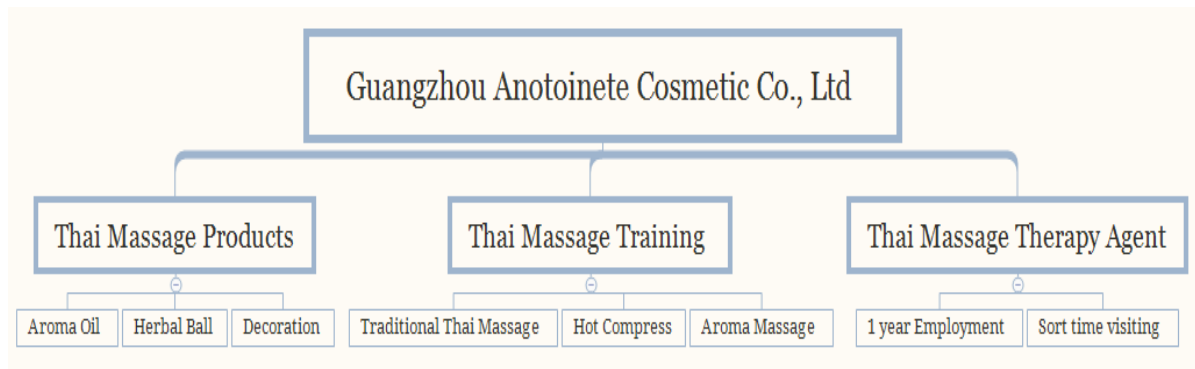 Guangzhou Anotoinete Cosmetic Co., Ltd
Thai Massage Products
Thai Massage Training
Thai Massage Therapy Agent
Aroma Oil
Herbal Ball
Decoration
Traditional Thai Massage
Hot Compress
Aroma Massage
1 year Employment
Sort time visiting